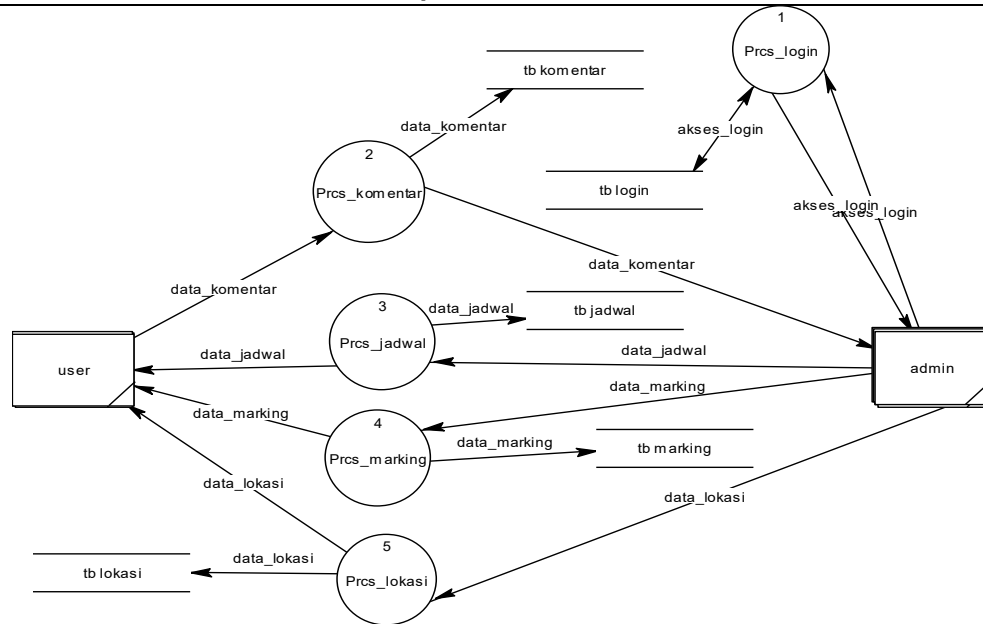 1
Prcs_login
tb komentar
data_komentar
akses_login
2
Prcs_komentar
tb login
akses_login
akses_login
data_komentar
data_komentar
3
Prcs_jadwal
data_jadwal
tb jadwal
data_jadwal
data_jadwal
user
admin
data_marking
data_marking
4
Prcs_marking
data_marking
tb marking
data_lokasi
data_lokasi
5
Prcs_lokasi
data_lokasi
tb lokasi